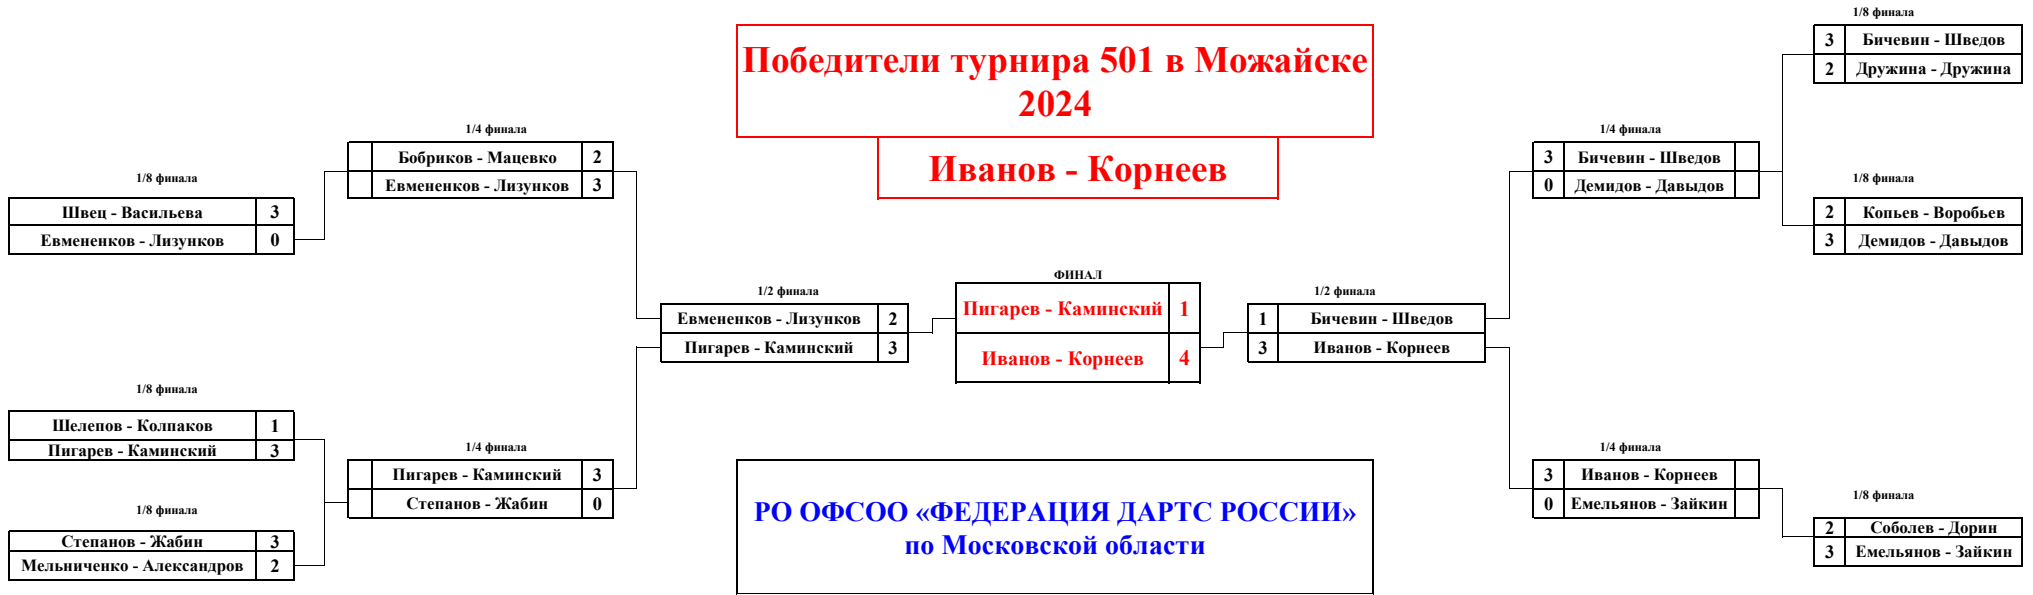 1/8 финала
3 Бичевин - Шведов
2 Дружина - Дружина
Победители турнира 501 в Можайске
2024
Иванов - Корнеев
1/4 финала
Бобриков - Мацевко 2
Евмененков - Лизунков 3
1/4 финала
3 Бичевин - Шведов
0 Демидов - Давыдов
1/8 финала
Швец - Васильева 3
Евмененков - Лизунков 0
1/8 финала
2 Копьев - Воробьев
3 Демидов - Давыдов
1/2 финала
Евмененков - Лизунков 2
Пигарев - Каминский 3
ФИНАЛ
Пигарев - Каминский 1
Иванов - Корнеев 4
1/2 финала
1 Бичевин - Шведов
3 Иванов - Корнеев
1/8 финала
Шелепов - Колпаков 1
Пигарев - Каминский 3
1/4 финала
Пигарев - Каминский 3
Степанов - Жабин 0
1/8 финала
Степанов - Жабин 3
Мельниченко - Александров 2
РО ОФСОО «ФЕДЕРАЦИЯ ДАРТС РОССИИ»
по Московской области
1/4 финала
3 Иванов - Корнеев
0 Емельянов - Зайкин
1/8 финала
2 Соболев - Дорин
3 Емельянов - Зайкин